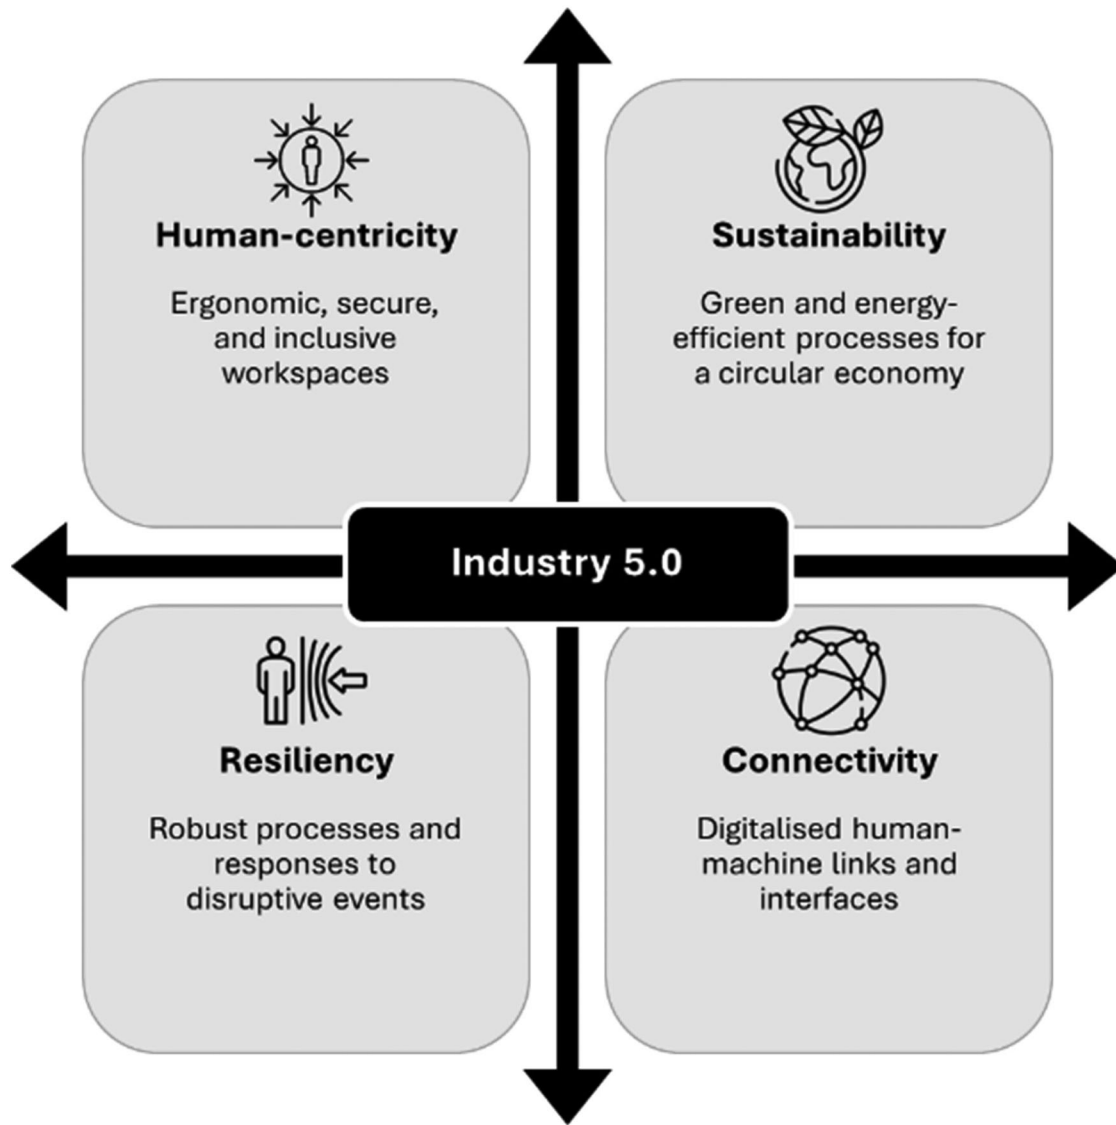 Human-centricity
Ergonomic, secure,
and inclusive
workspaces
Sustainability
Green and energy-
efficient processes for
a circular economy
Industry 5.0
Resiliency
Robust processes and
responses to
disruptive events
Connectivity
Digitalised human-
machine links and
interfaces